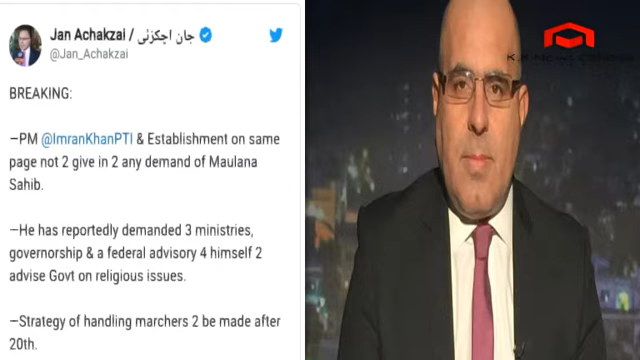 Jan Achakzai / جان اچکزئی
@Jan_Achakzai
BREAKING:
—PM @ImranKhanPTI & Establishment on same
page not 2 give in 2 any demand of Maulana
Sahib.
—He has reportedly demanded 3 ministries,
governorship & a federal advisory 4 himself 2
advise Govt on religious issues.
—Strategy of handling marchers 2 be made after
20th.